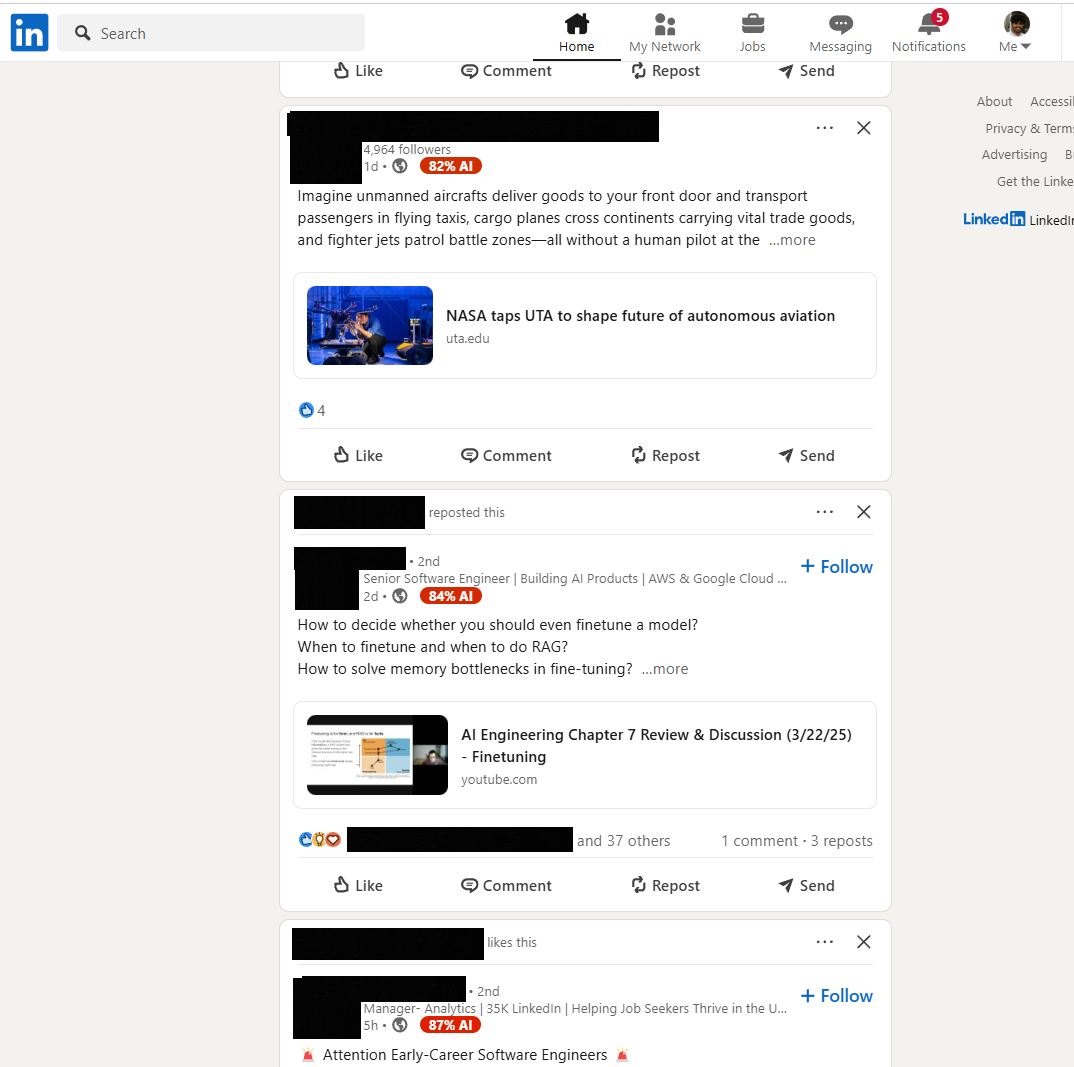 in
Search
Home
My Network
Jobs
Messaging
5
Notifications
Me
Like
Comment
Repost
Send
4,964 followers
1d •
82% AI
Imagine unmanned aircrafts deliver goods to your front door and transport
passengers in flying taxis, cargo planes cross continents carrying vital trade goods,
and fighter jets patrol battle zones—all without a human pilot at the ...more
NASA taps UTA to shape future of autonomous aviation
uta.edu
4
Like
Comment
Repost
Send
reposted this
• 2nd
+ Follow
Senior Software Engineer | Building AI Products | AWS & Google Cloud ...
2d •
84% AI
How to decide whether you should even finetune a model?
When to finetune and when to do RAG?
How to solve memory bottlenecks in fine-tuning? ...more
AI Engineering Chapter 7 Review & Discussion (3/22/25)
- Finetuning
youtube.com
and 37 others
1 comment · 3 reposts
Like
Comment
Repost
Send
likes this
• 2nd
+ Follow
Manager- Analytics | 35K LinkedIn | Helping Job Seekers Thrive in the U...
5h •
87% AI
Attention Early-Career Software Engineers
About
Accessi
Privacy & Term
Advertising
B
Get the Linke
LinkedIn
LinkedIn